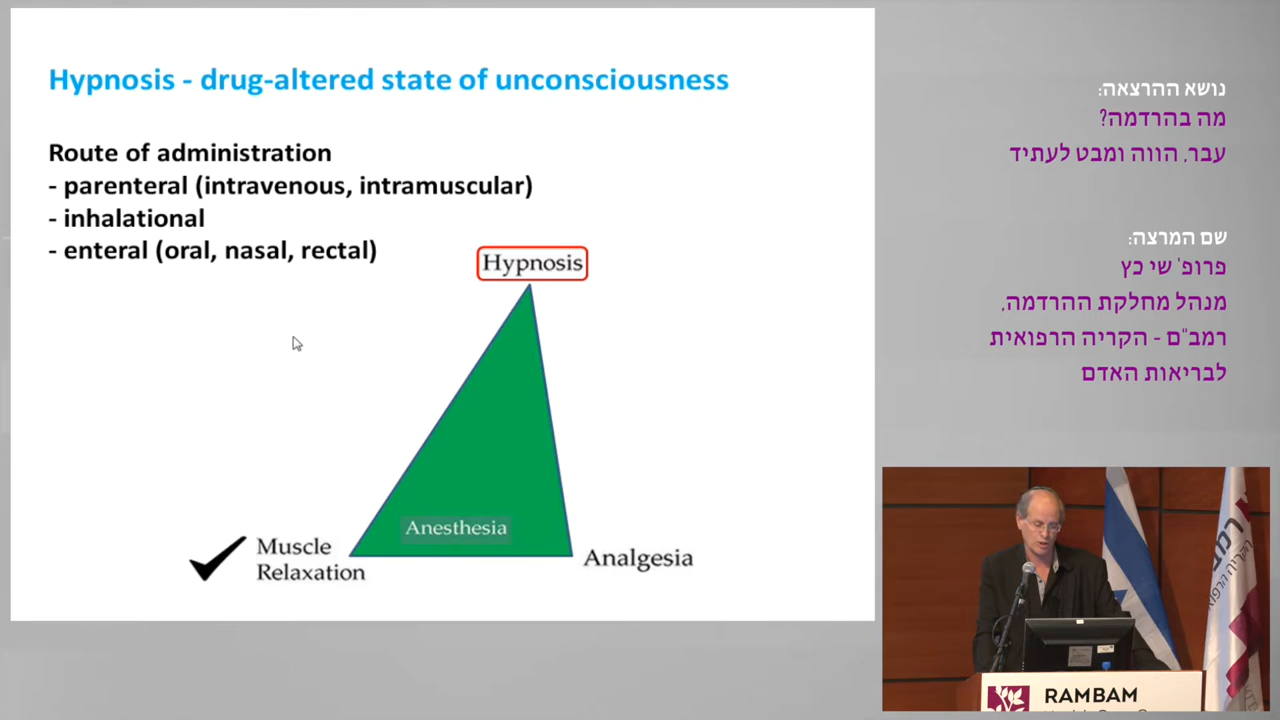 Hypnosis - drug-altered state of unconsciousness
Route of administration
- parenteral (intravenous, intramuscular)
- inhalational
- enteral (oral, nasal, rectal)
Hypnosis
Anesthesia
Muscle
Relaxation
Analgesia
נושא ההרצאה:
מה בהרדמה?
עבר, הווה ומבט לעתיד
שם המרצה:
פרופ' שי כץ
מנהל מחלקת ההרדמה,
רמב"ם - הקריה הרפואית
לבריאות האדם
RAMBAM